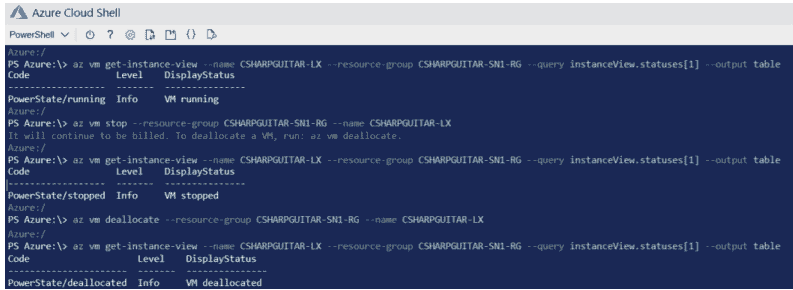 Azure Cloud Shell
PowerShell
Azure:/
PS Azure:\> az vm get-instance-view --name CSHARPGUITAR-LX --resource-group CSHARPGUITAR-SN1-RG --query instanceView.statuses[1] --output table
Code Level DisplayStatus
------------------ ------- ---------------
PowerState/running Info VM running
Azure:/
PS Azure:\> az vm stop --resource-group CSHARPGUITAR-SN1-RG --name CSHARPGUITAR-LX
It will continue to be billed. To deallocate a VM, run: az vm deallocate.
Azure:/
PS Azure:\> az vm get-instance-view --name CSHARPGUITAR-LX --resource-group CSHARPGUITAR-SN1-RG --query instanceView.statuses[1] --output table
Code Level DisplayStatus
------------------ ------- ---------------
PowerState/stopped Info VM stopped
Azure:/
PS Azure:\> az vm deallocate --resource-group CSHARPGUITAR-SN1-RG --name CSHARPGUITAR-LX
Azure:/
PS Azure:\> az vm get-instance-view --name CSHARPGUITAR-LX --resource-group CSHARPGUITAR-SN1-RG --query instanceView.statuses[1] --output table
Code Level DisplayStatus
---------------------- ------- ---------------
PowerState/deallocated Info VM deallocated